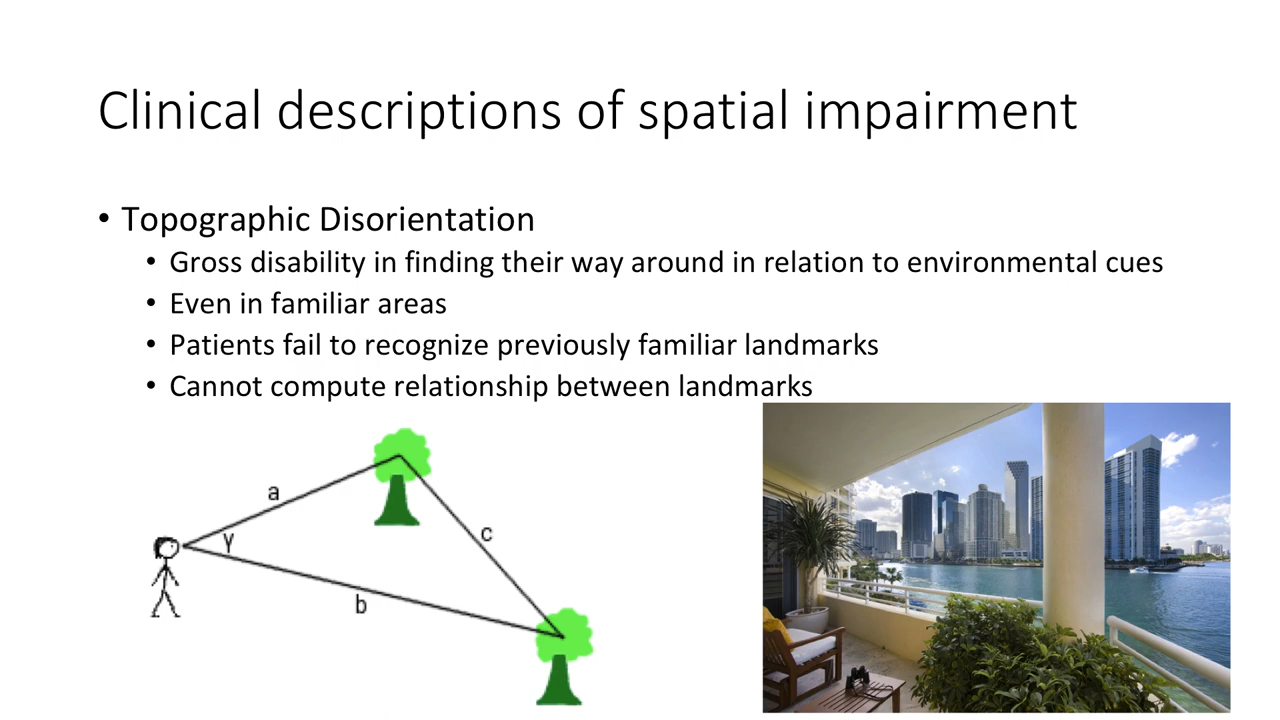 Clinical descriptions of spatial impairment
• Topographic Disorientation
• Gross disability in finding their way around in relation to environmental cues
• Even in familiar areas
• Patients fail to recognize previously familiar landmarks
• Cannot compute relationship between landmarks
a
γ
c
b